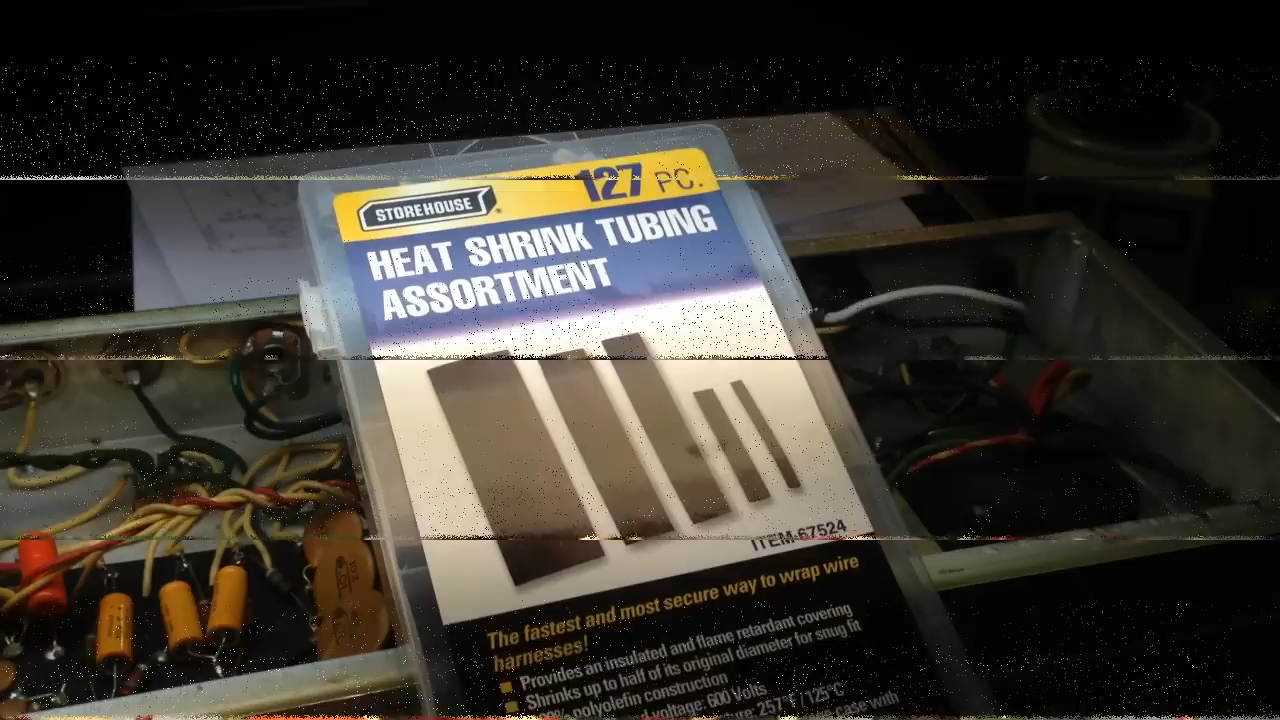 127 PC.
STOREHOUSE
HEAT SHRINK TUBING
ASSORTMENT
ITEM 67524
The fastest and most secure way to wrap wire
harnesses!
Provides an insulated and flame retardant covering
Shrinks up to half of its original diameter for snug fit
polyolefin construction
voltage: 600 Volts
257°F / 125°C
case with